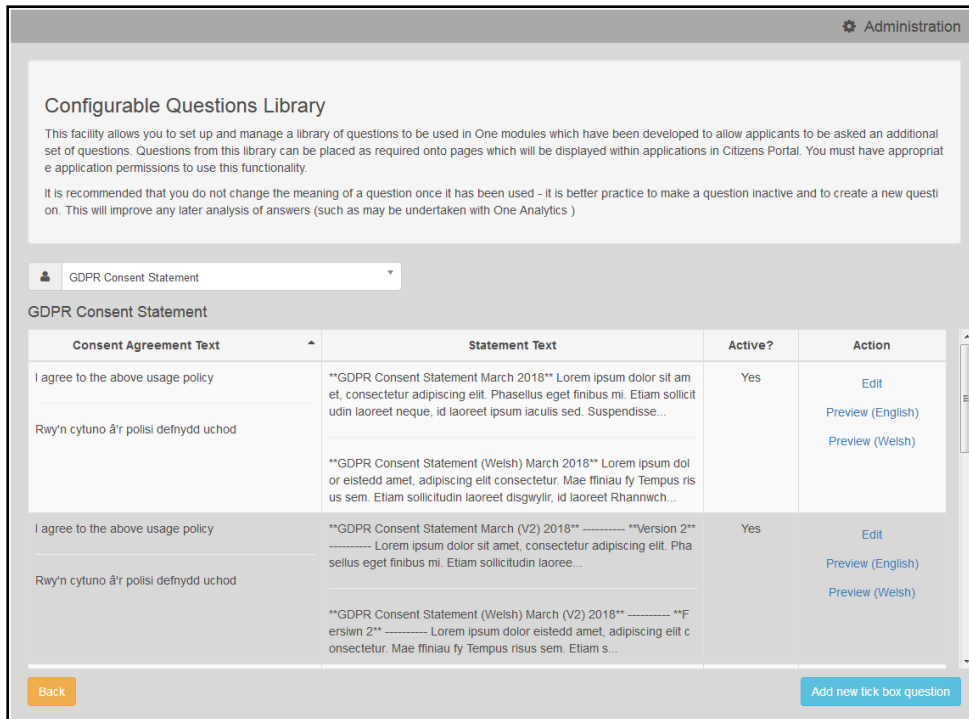 Administration
Configurable Questions Library
This facility allows you to set up and manage a library of questions to be used in One modules which have been developed to allow applicants to be asked an additional
set of questions. Questions from this library can be placed as required onto pages which will be displayed within applications in Citizens Portal. You must have appropriat
e application permissions to use this functionality.
It is recommended that you do not change the meaning of a question once it has been used - it is better practice to make a question inactive and to create a new questi
on. This will improve any later analysis of answers (such as may be undertaken with One Analytics )
GDPR Consent Statement
GDPR Consent Statement
Consent Agreement Text
Statement Text
Active?
Action
I agree to the above usage policy
Rwy'n cytuno â'r polisi defnydd uchod
**GDPR Consent Statement March 2018** Lorem ipsum dolor sit am
et, consectetur adipiscing elit. Phasellus eget finibus mi. Etiam sollicit
udin laoreet neque, id laoreet ipsum iaculis sed. Suspendisse...
**GDPR Consent Statement (Welsh) March 2018** Lorem ipsum dol
or eistedd amet, adipiscing elit consectetur. Mae ffiniau fy Tempus ris
us sem. Etiam sollicitudin laoreet disgwylir, id laoreet Rhannwch...
Yes
Edit
Preview (English)
Preview (Welsh)
I agree to the above usage policy
Rwy'n cytuno â'r polisi defnydd uchod
**GDPR Consent Statement March (V2) 2018** ---------- **Version 2**
---------- Lorem ipsum dolor sit amet, consectetur adipiscing elit. Pha
sellus eget finibus mi. Etiam sollicitudin laoree...
**GDPR Consent Statement (Welsh) March (V2) 2018** ---------- **F
ersiwn 2** ---------- Lorem ipsum dolor eistedd amet, adipiscing elit c
onsectetur. Mae ffiniau fy Tempus risus sem. Etiam s...
Yes
Edit
Preview (English)
Preview (Welsh)
Back
Add new tick box question